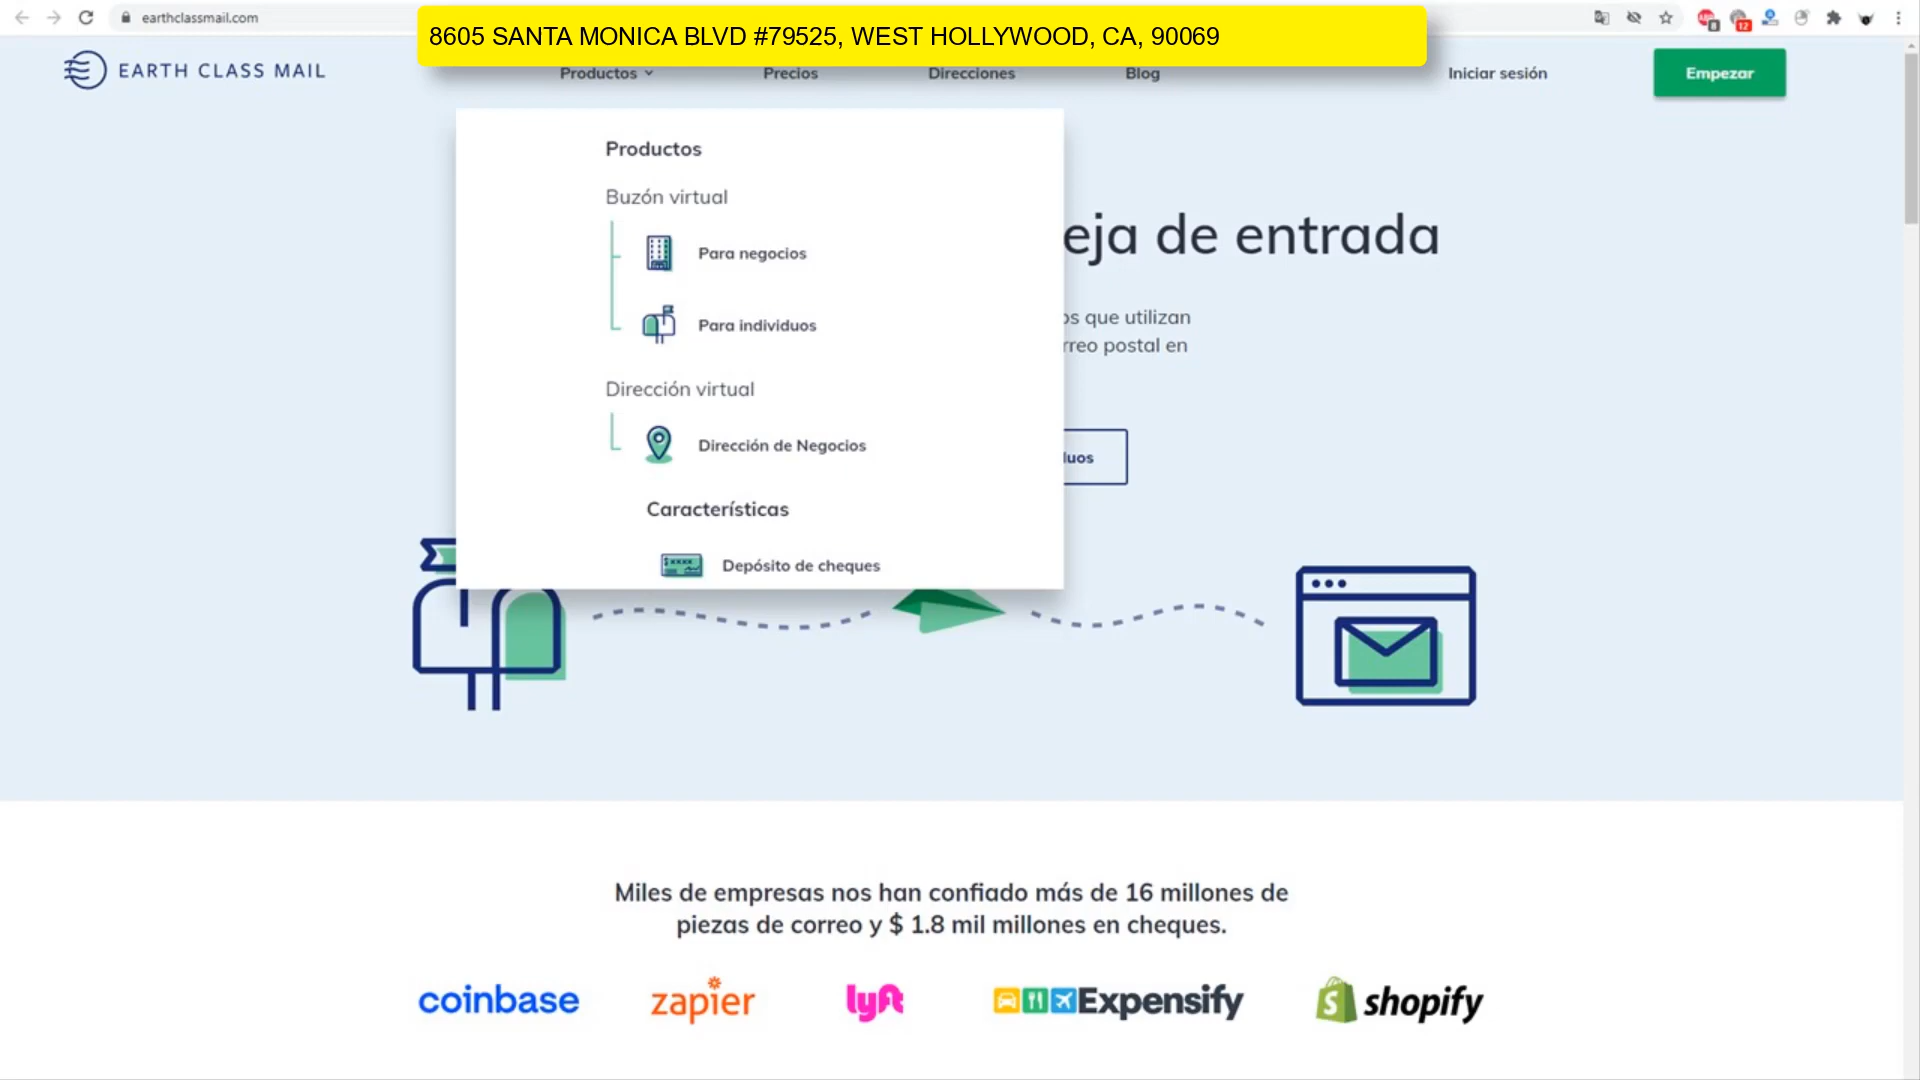 earthclassmail.com
8605 SANTA MONICA BLVD #79525, WEST HOLLYWOOD, CA, 90069
EARTH CLASS MAIL
Productos
Precios
Direcciones
Blog
Iniciar sesión
Empezar
Productos
Buzón virtual
Para negocios
Para individuos
Dirección virtual
Dirección de Negocios
Características
Depósito de cheques
eja de entrada
os que utilizan
rreo postal en
duos
Miles de empresas nos han confiado más de 16 millones de
piezas de correo y $ 1.8 mil millones en cheques.
coinbase
zapier
lyft
Expensify
shopify